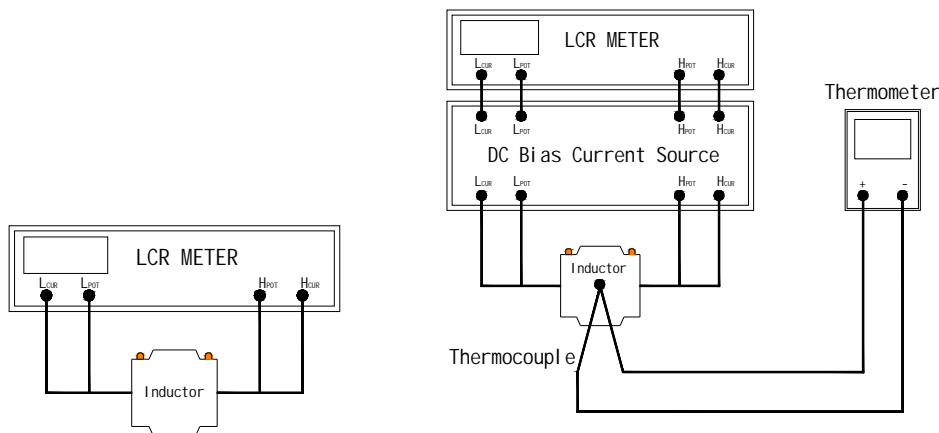 LCR METER
LCUR LPOT HPOT HCUR
Inductor
LCR METER
LCUR LPOT HPOT HCUR
LCUR LPOT HPOT HCUR
DC Bias Current Source
LCUR LPOT HPOT HCUR
Inductor
Thermocouple
Thermometer
+ -